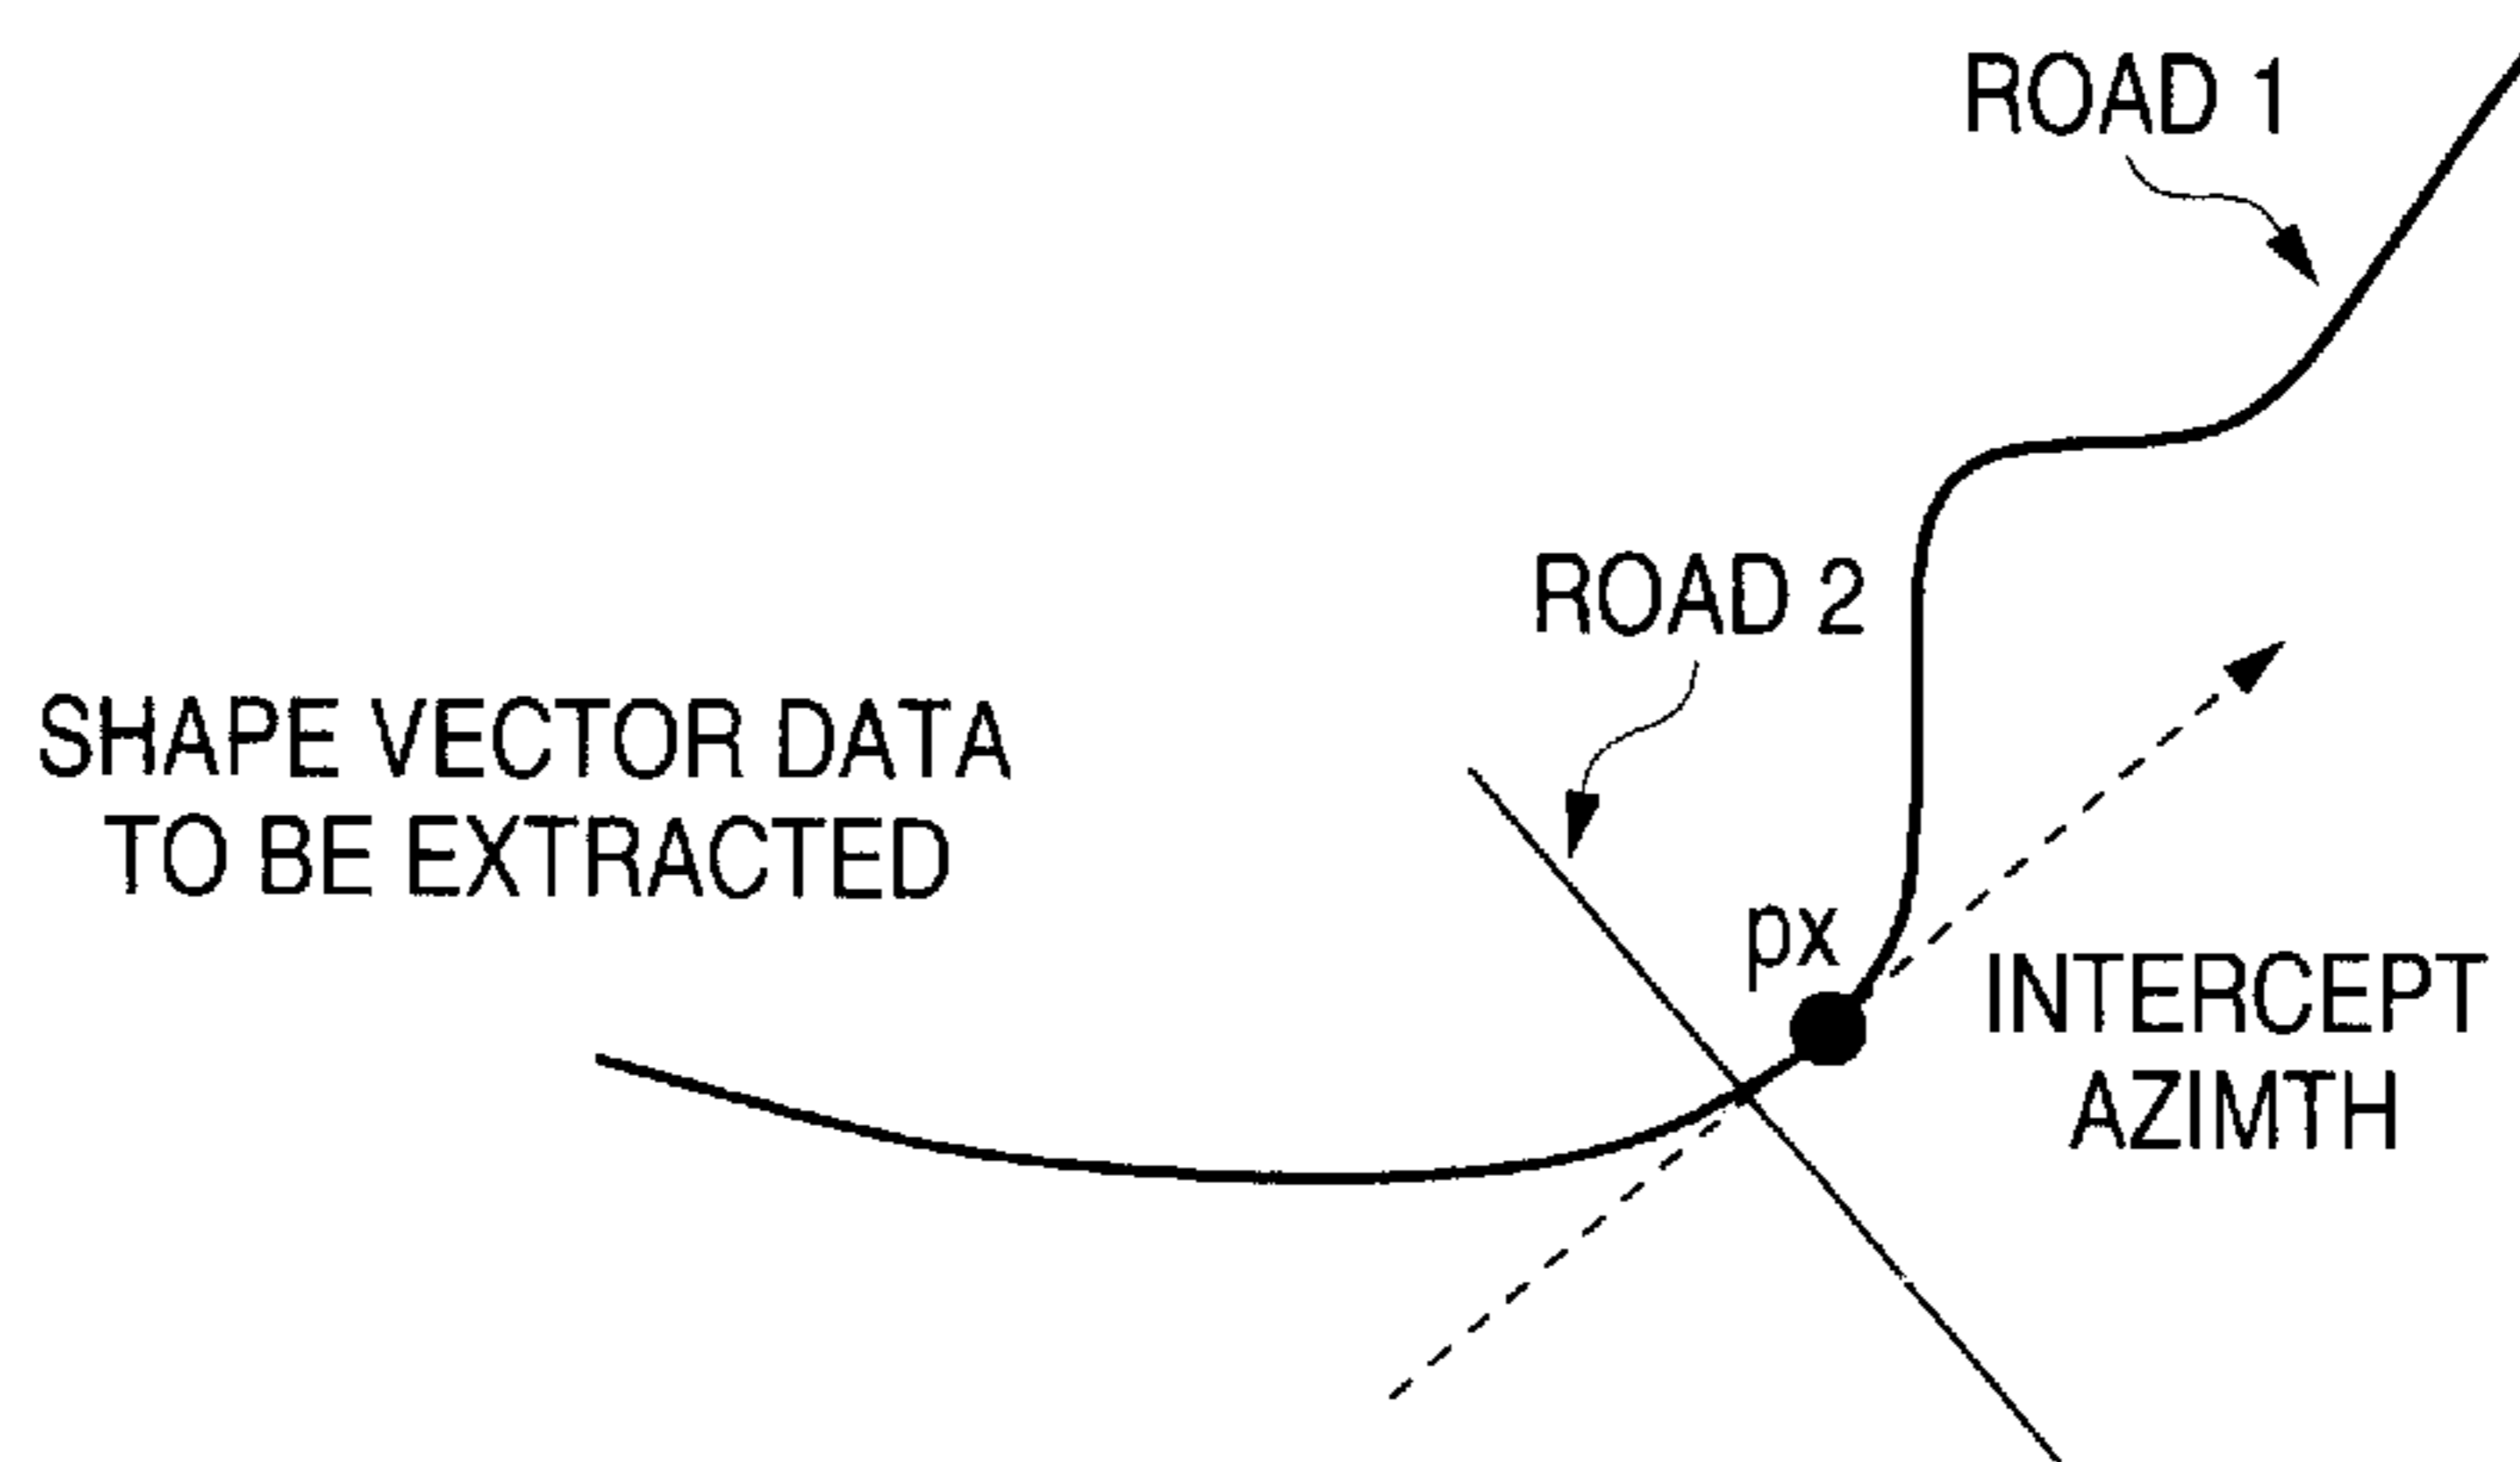 ROAD 1
ROAD 2
SHAPE VECTOR DATA
TO BE EXTRACTED
px
INTERCEPT
AZIMTH